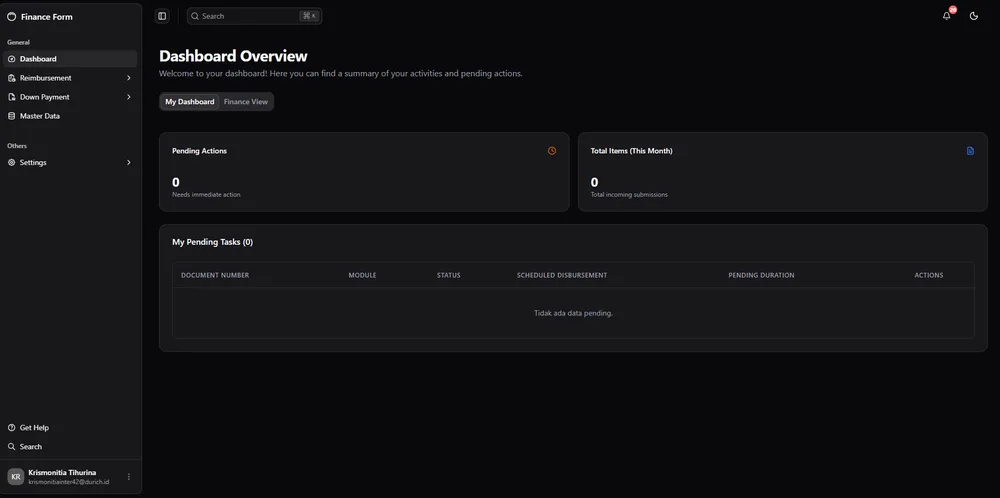 Finance Form
General
Dashboard
Reimbursement
Down Payment
Master Data
Others
Settings
Get Help
Search
KR
Krismonitia Tihurina
krismonitiainter42@durich.id
Search
⌘ K
Dashboard Overview
Welcome to your dashboard! Here you can find a summary of your activities and pending actions.
My Dashboard Finance View
Pending Actions
0
Needs immediate action
Total Items (This Month)
0
Total incoming submissions
My Pending Tasks (0)
DOCUMENT NUMBER MODULE STATUS SCHEDULED DISBURSEMENT PENDING DURATION ACTIONS
Tidak ada data pending.